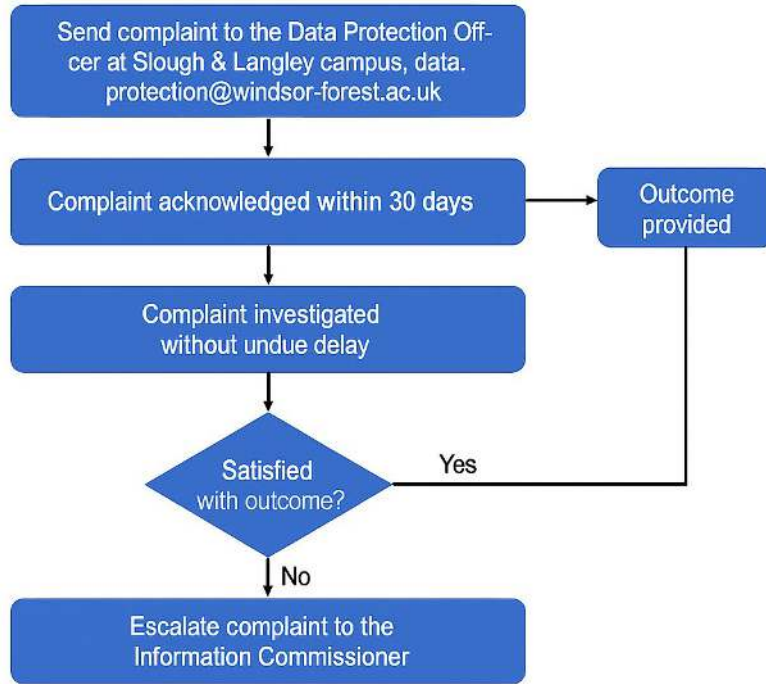 Send complaint to the Data Protection Off-
cer at Slough & Langley campus, data.
protection@windsor-forest.ac.uk
Complaint acknowledged within 30 days
Outcome
provided
Complaint investigated
without undue delay
Satisfied
with outcome?
Yes
No
Escalate complaint to the
Information Commissioner